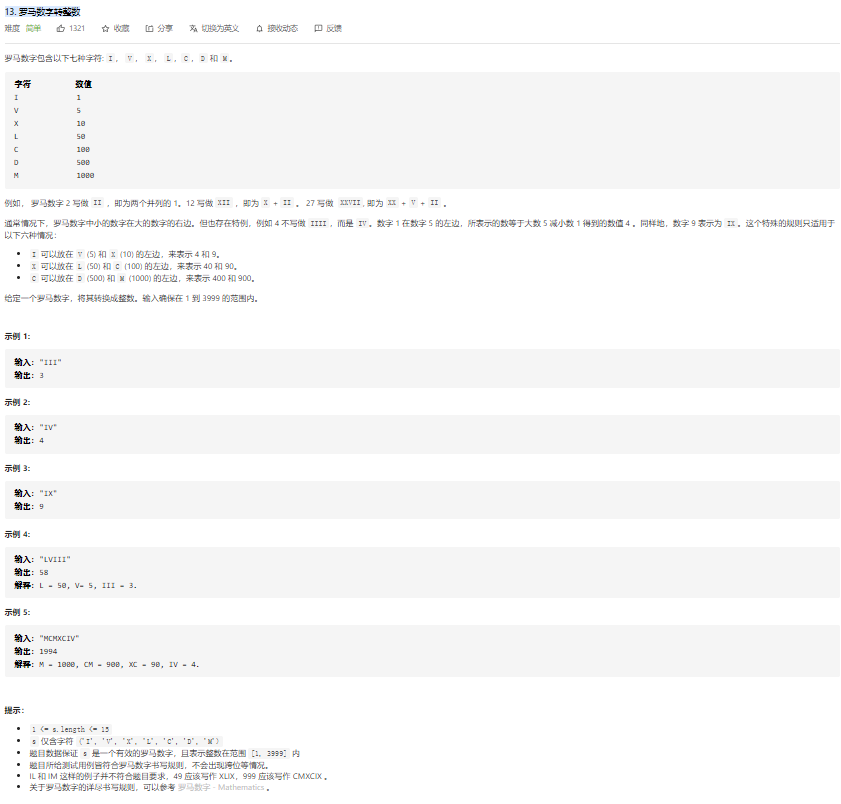 13. 罗马数字转整数
难度 简单 1321 收藏 分享 切换为英文 接收动态 反馈
罗马数字包含以下七种字符: I， V， X， L，C，D 和 M。
字符 数值
I 1
V 5
X 10
L 50
C 100
D 500
M 1000
例如， 罗马数字 2 写做 II ，即为两个并列的 1。12 写做 XII ，即为 X + II 。 27 写做 XXVII, 即为 XX + V + II 。
通常情况下，罗马数字中小的数字在大的数字的右边。但也存在特例，例如 4 不写做 IIII，而是 IV。数字 1 在数字 5 的左边，所表示的数等于大数 5 减小数 1 得到的数值 4 。同样地，数字 9 表示为 IX。这个特殊的规则只适用于
以下六种情况：
I 可以放在 V (5) 和 X (10) 的左边，来表示 4 和 9。
X 可以放在 L (50) 和 C (100) 的左边，来表示 40 和 90。
C 可以放在 D (500) 和 M (1000) 的左边，来表示 400 和 900。
给定一个罗马数字，将其转换成整数。输入确保在 1 到 3999 的范围内。
示例 1:
输入: "III"
输出: 3
示例 2:
输入: "IV"
输出: 4
示例 3:
输入: "IX"
输出: 9
示例 4:
输入: "LVIII"
输出: 58
解释: L = 50, V= 5, III = 3.
示例 5:
输入: "MCMXCIV"
输出: 1994
解释: M = 1000, CM = 900, XC = 90, IV = 4.
提示：
1 <= s.length <= 15
s 仅含字符 ('I', 'V', 'X', 'L', 'C', 'D', 'M')
题目数据保证 s 是一个有效的罗马数字，且表示整数在范围 [1, 3999] 内
题目所给测试用例皆符合罗马数字书写规则，不会出现跨位等情况。
IL 和 IM 这样的例子并不符合题目要求，49 应该写作 XLIX，999 应该写作 CMXCIX 。
关于罗马数字的详尽书写规则，可以参考 罗马数字 - Mathematics 。